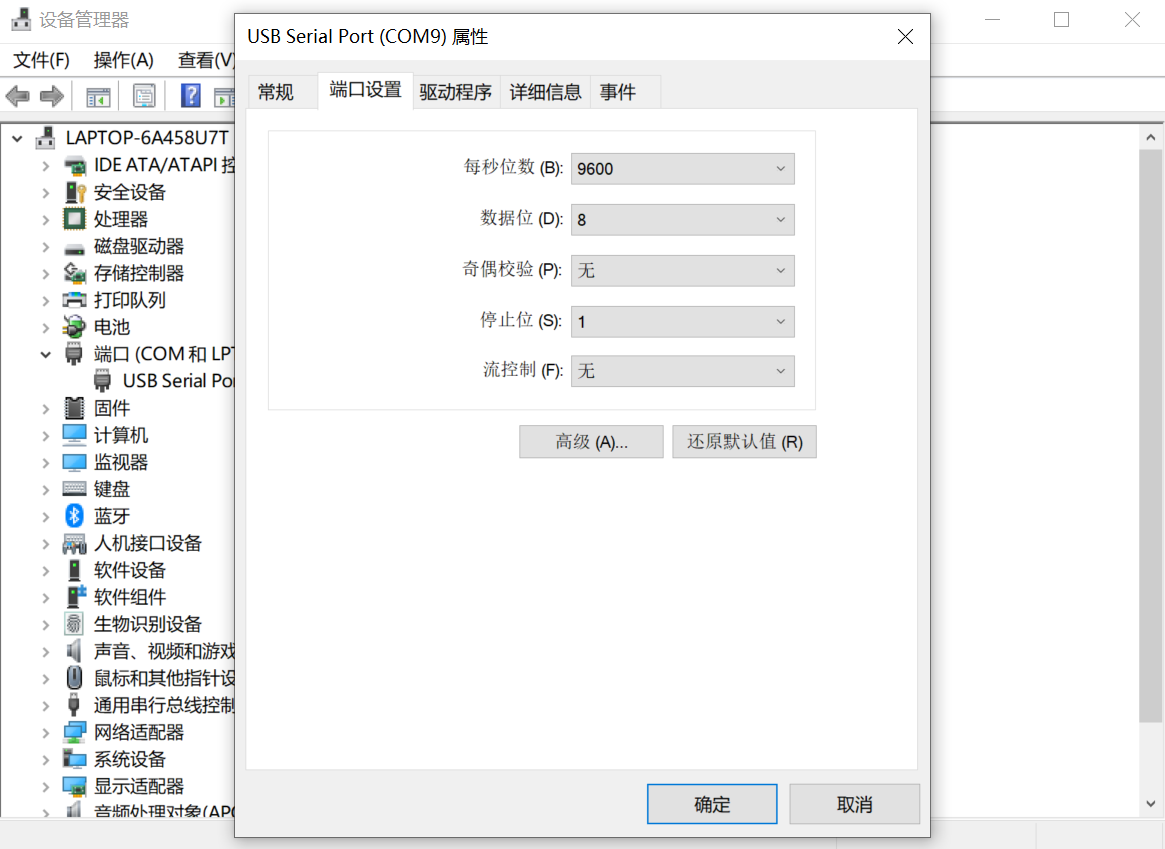 设备管理器
文件(F) 操作(A) 查看(V)
LAPTOP-6A458U7T
IDE ATA/ATAPI 控
安全设备
处理器
磁盘驱动器
存储控制器
打印队列
电池
端口 (COM 和 LPT
USB Serial Por
固件
计算机
监视器
键盘
蓝牙
人机接口设备
软件设备
软件组件
生物识别设备
声音、视频和游戏
鼠标和其他指针设
通用串行总线控制
网络适配器
系统设备
显示适配器
音频处理对象(APO
USB Serial Port (COM9) 属性
常规 端口设置 驱动程序 详细信息 事件
每秒位数 (B): 9600
数据位 (D): 8
奇偶校验 (P): 无
停止位 (S): 1
流控制 (F): 无
高级 (A)... 还原默认值 (R)
确定 取消